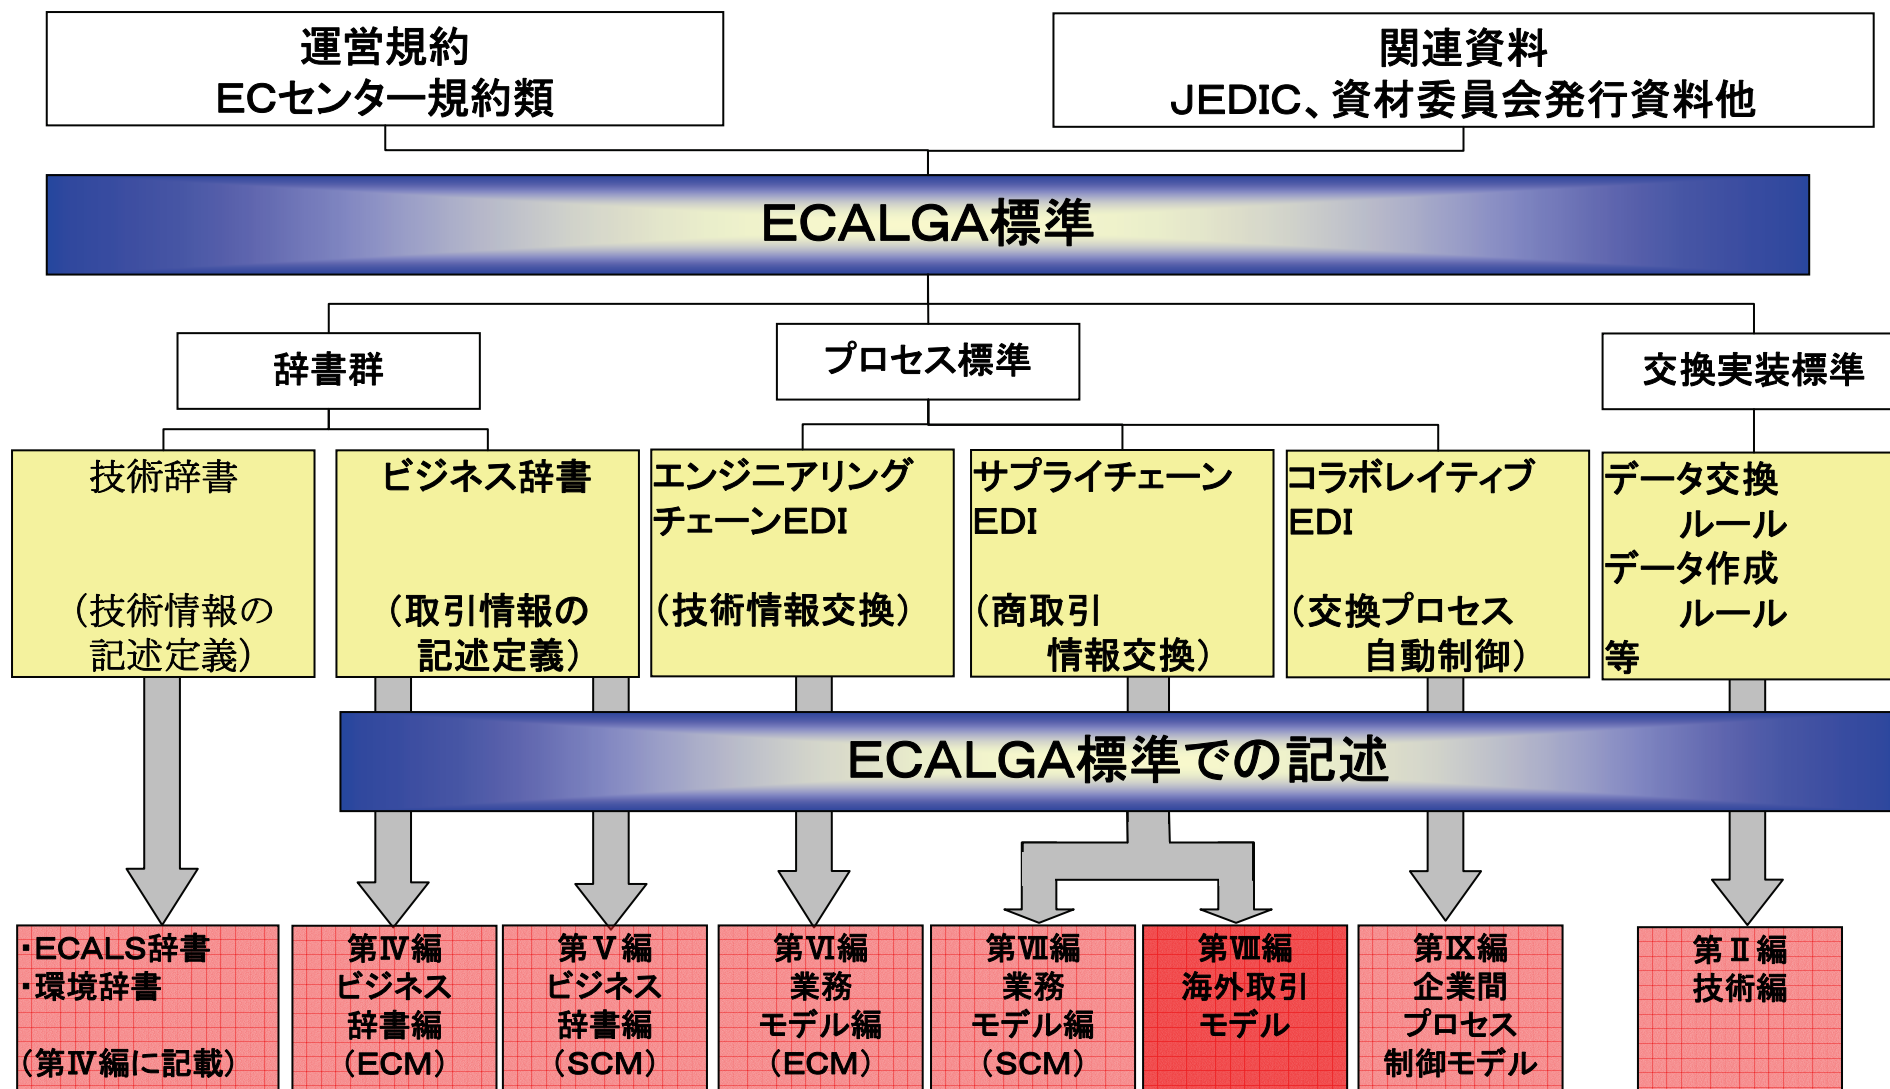 運営規約
ECセンター規約類
関連資料
JEDIC、資材委員会発行資料他
ECALGA標準
辞書群
プロセス標準
交換実装標準
技術辞書
(技術情報の
記述定義)
ビジネス辞書
(取引情報の
記述定義)
エンジニアリング
チェーンEDI
(技術情報交換)
サプライチェーン
EDI
(商取引
情報交換)
コラボレイティブ
EDI
(交換プロセス
自動制御)
データ交換
ルール
データ作成
ルール
等
ECALGA標準での記述
・ECALS辞書
・環境辞書
(第Ⅳ編に記載)
第Ⅳ編
ビジネス
辞書編
(ECM)
第Ⅴ編
ビジネス
辞書編
(SCM)
第Ⅵ編
業務
モデル編
(ECM)
第Ⅶ編
業務
モデル編
(SCM)
第Ⅷ編
海外取引
モデル
第Ⅸ編
企業間
プロセス
制御モデル
第Ⅱ編
技術編